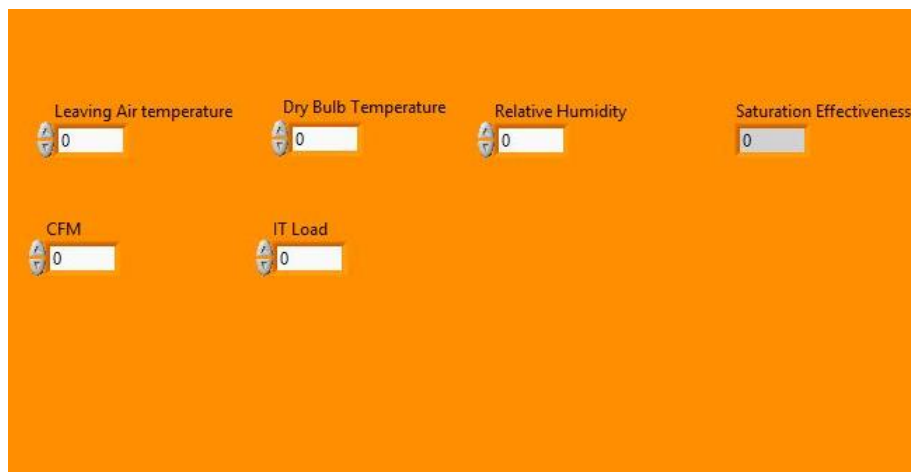 Leaving Air temperature
Dry Bulb Temperature
Relative Humidity
Saturation Effectiveness
0
0
0
0
CFM
IT Load
0
0